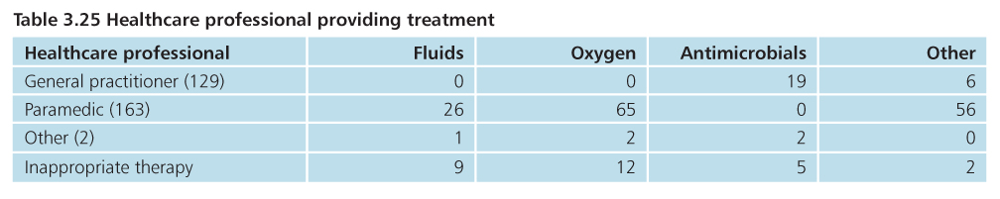 Table 3.25 Healthcare professional providing treatment
Healthcare professional Fluids Oxygen Antimicrobials Other
General practitioner (129) 0 0 19 6
Paramedic (163) 26 65 0 56
Other (2) 1 2 2 0
Inappropriate therapy 9 12 5 2